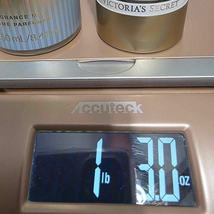 VICTORIA'S SECRET
Accuteck
1 lb 3.0 oz